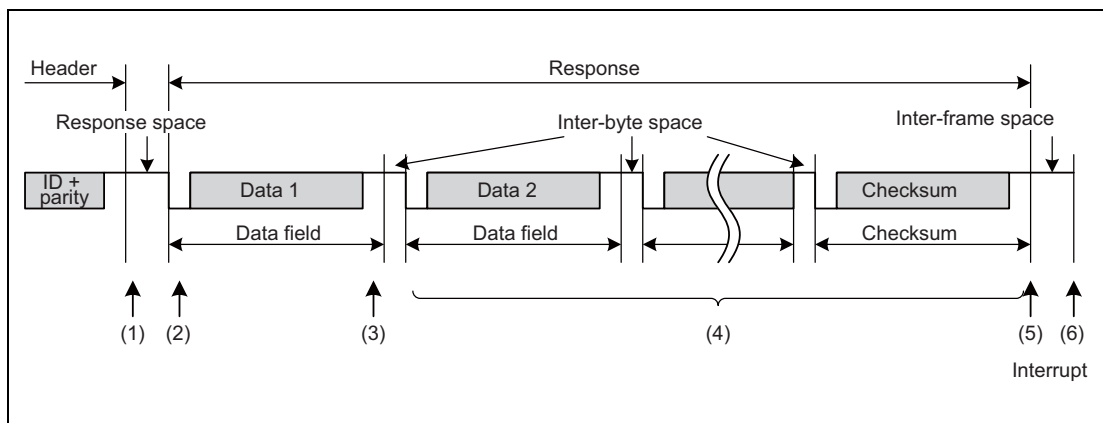 Header
Response
Response space
Inter-byte space
Inter-frame space
ID +
parity
Data 1
Data 2
Checksum
Data field
Data field
Checksum
(1)
(2)
(3)
(4)
(5)
(6)
Interrupt